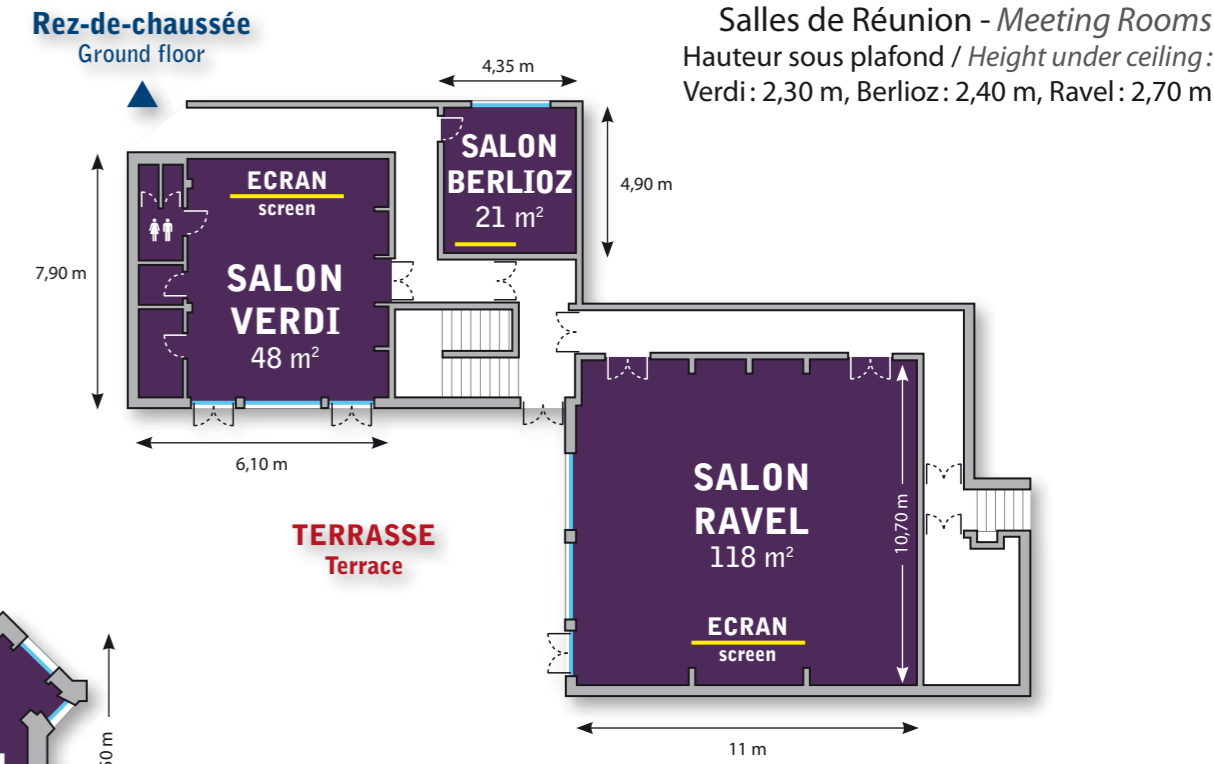 Rez-de-chaussée
Ground floor
Salles de Réunion - Meeting Rooms
Hauteur sous plafond / Height under ceiling :
Verdi : 2,30 m, Berlioz : 2,40 m, Ravel : 2,70 m
4,35 m
SALON
BERLIOZ
21 m²
4,90 m
ECRAN
screen
7,90 m
SALON
VERDI
48 m²
6,10 m
TERRASSE
Terrace
SALON
RAVEL
118 m²
10,70 m
ECRAN
screen
11 m